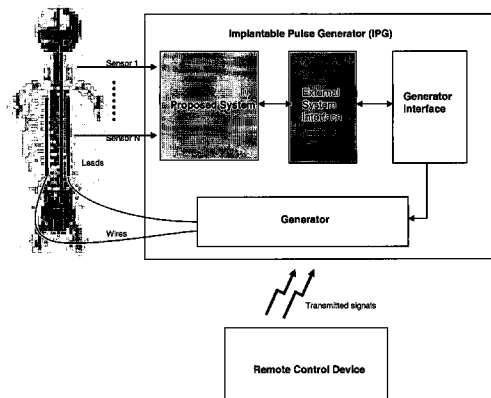 Implantable Pulse Generator (IPG)
Sensor 1
Proposed System
External
System
Interface
Generator
Interface
Sensor N
Leads
Generator
Wires
Transmitted signals
Remote Control Device